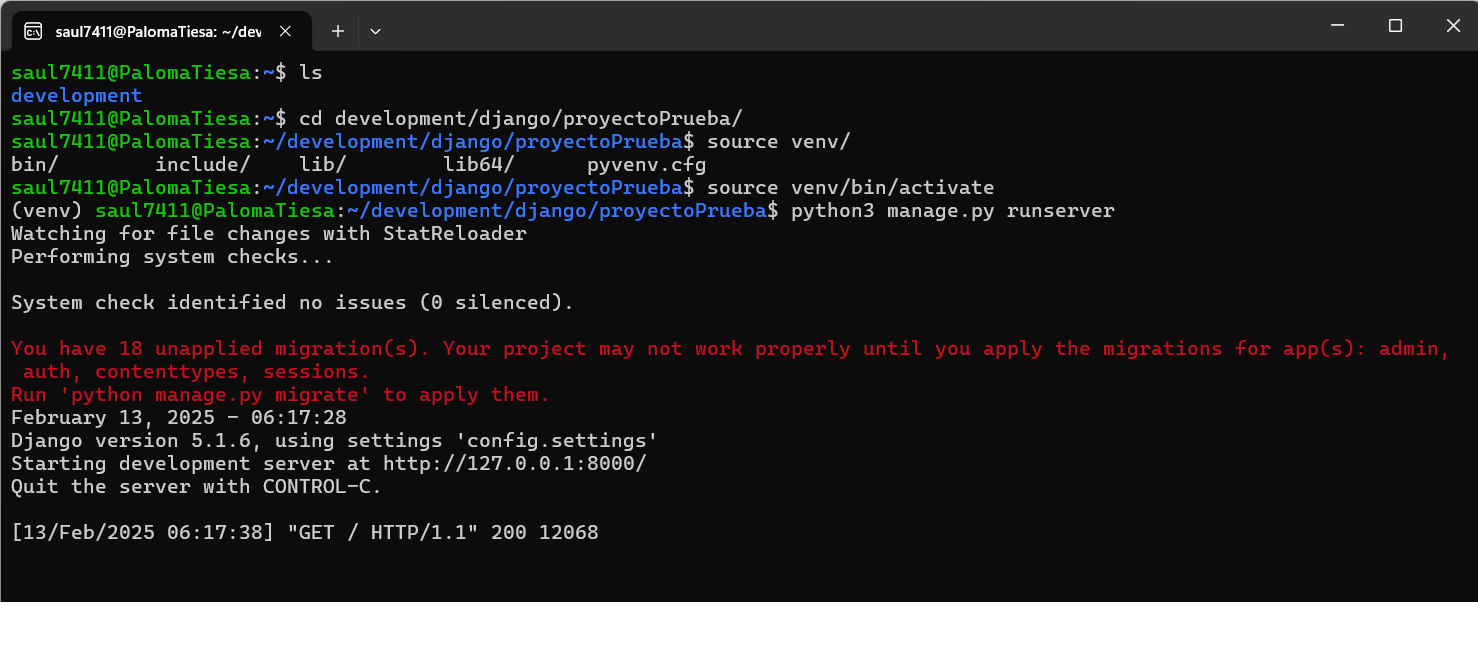 saul7411@PalomaTiesa: ~/dev
saul7411@PalomaTiesa:~$ ls
development
saul7411@PalomaTiesa:~$ cd development/django/proyectoPrueba/
saul7411@PalomaTiesa:~/development/django/proyectoPrueba$ source venv/
bin/        include/    lib/        lib64/      pyvenv.cfg
saul7411@PalomaTiesa:~/development/django/proyectoPrueba$ source venv/bin/activate
(venv) saul7411@PalomaTiesa:~/development/django/proyectoPrueba$ python3 manage.py runserver
Watching for file changes with StatReloader
Performing system checks...

System check identified no issues (0 silenced).

You have 18 unapplied migration(s). Your project may not work properly until you apply the migrations for app(s): admin,
 auth, contenttypes, sessions.
Run 'python manage.py migrate' to apply them.
February 13, 2025 - 06:17:28
Django version 5.1.6, using settings 'config.settings'
Starting development server at http://127.0.0.1:8000/
Quit the server with CONTROL-C.

[13/Feb/2025 06:17:38] "GET / HTTP/1.1" 200 12068